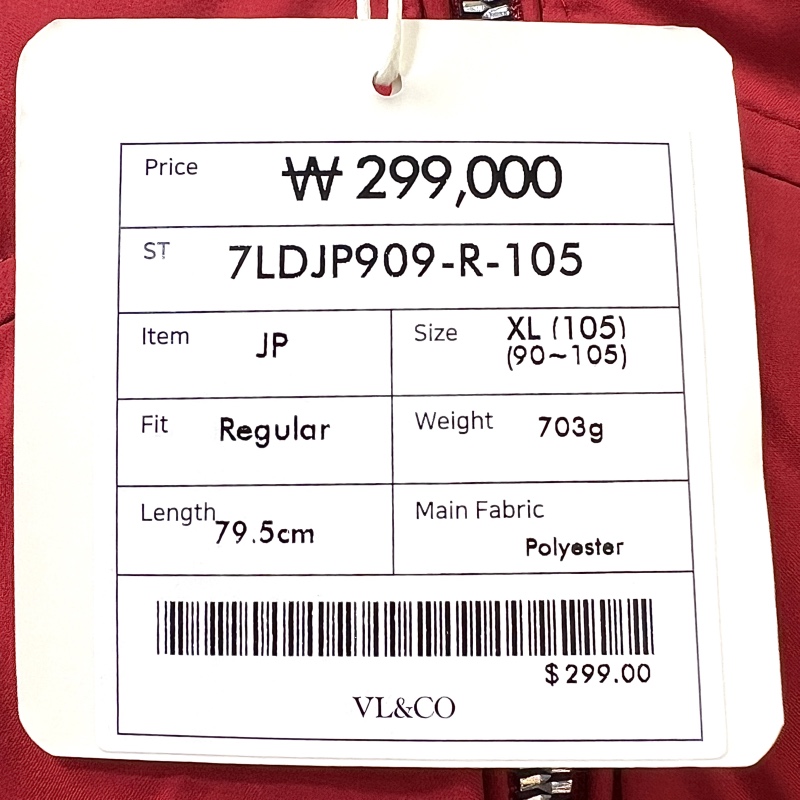 Price ₩ 299,000
ST 7LDJP909-R-105
Item JP Size XL (105)
(90~105)
Fit Regular Weight 703g
Length 79.5cm Main Fabric
Polyester
$299.00
VL&CO